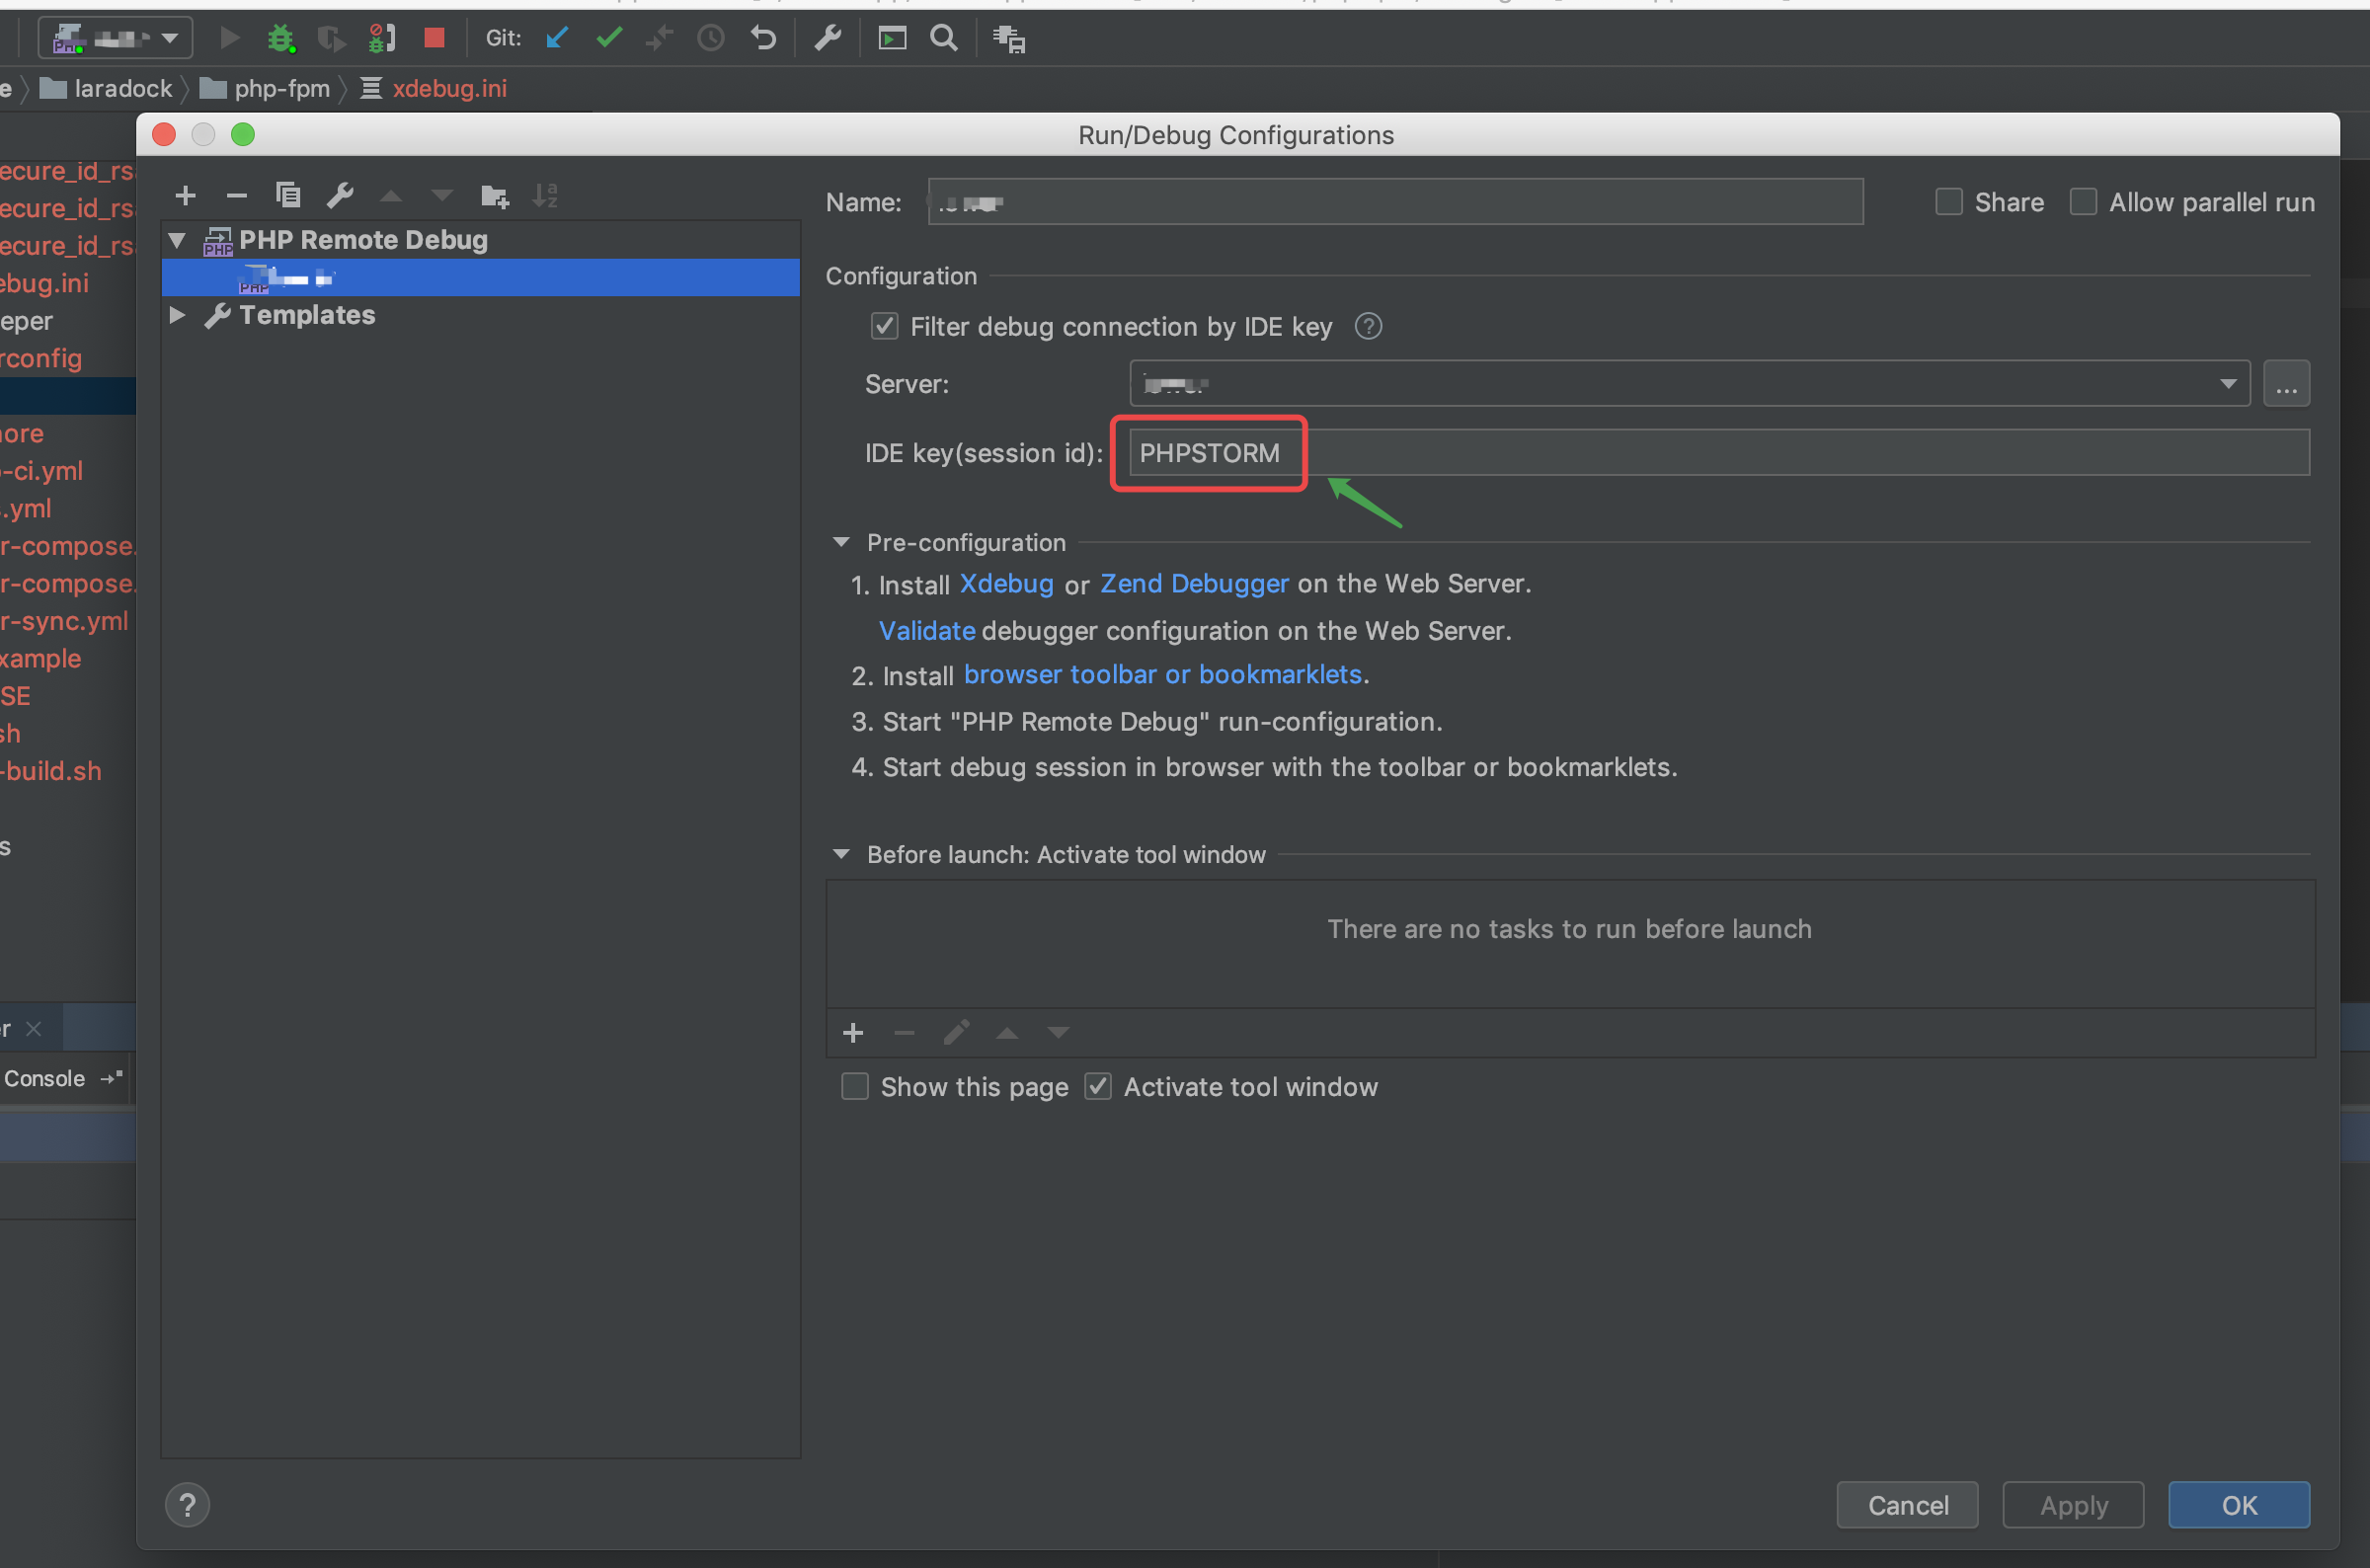 Git:
laradock
php-fpm
xdebug.ini
Run/Debug Configurations
ecure_id_rs
ecure_id_rs
ecure_id_rs
ebug.ini
eper
rconfig
ore
-ci.yml
.yml
r-compose.
r-compose.
r-sync.yml
xample
SE
sh
-build.sh
s
er
Console
PHP Remote Debug
Templates
Name:
Share
Allow parallel run
Configuration
Filter debug connection by IDE key
Server:
...
IDE key(session id): PHPSTORM
Pre-configuration
1. Install Xdebug or Zend Debugger on the Web Server.
Validate debugger configuration on the Web Server.
2. Install browser toolbar or bookmarklets.
3. Start "PHP Remote Debug" run-configuration.
4. Start debug session in browser with the toolbar or bookmarklets.
Before launch: Activate tool window
There are no tasks to run before launch
Show this page
Activate tool window
?
Cancel
Apply
OK